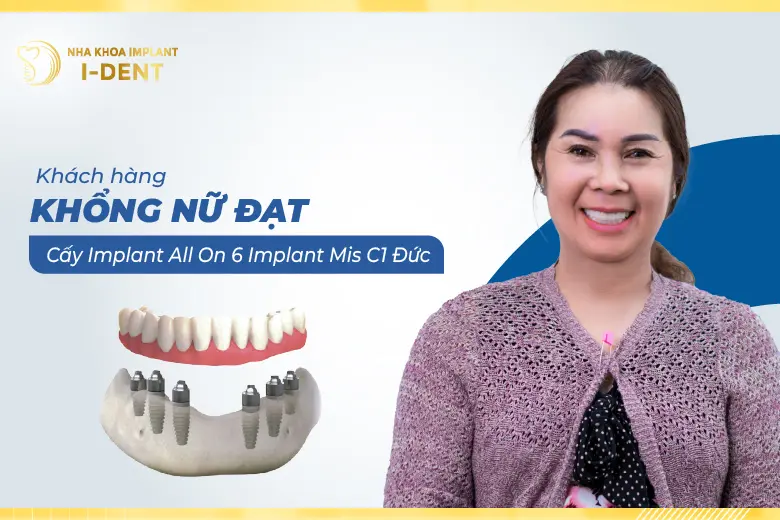 NHA KHOA IMPLANT
I-DENT
Khách hàng
KHỔNG NỮ ĐẠT
Cấy Implant All On 6 Implant Mis C1 Đức